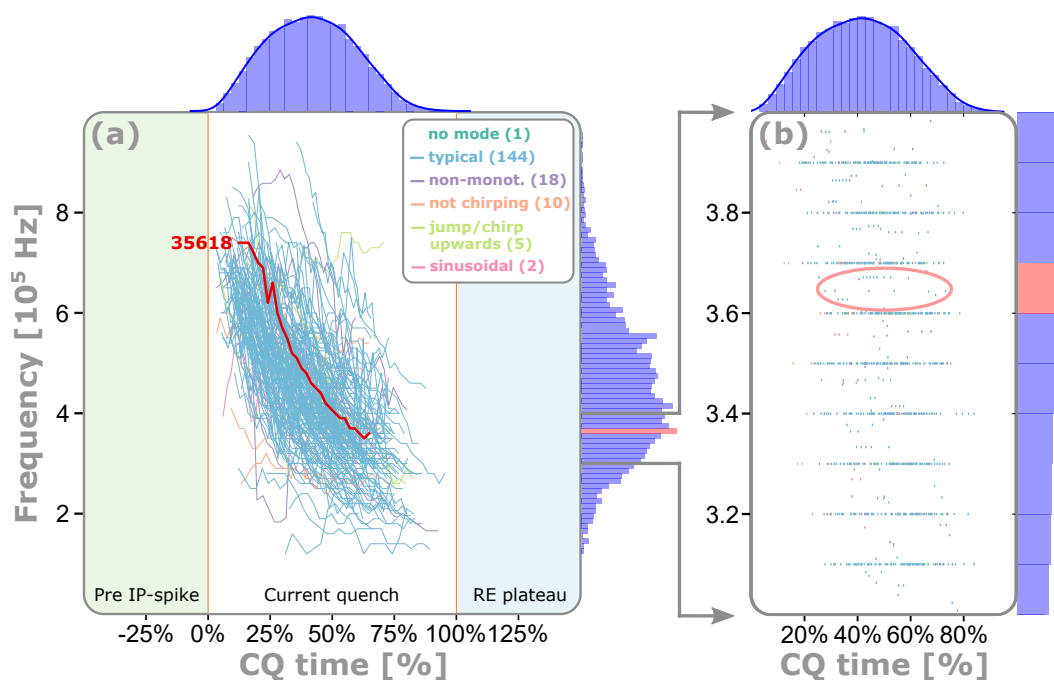 (a)
no mode (1)
typical (144)
non-monot. (18)
not chirping (10)
jump/chirp
upwards (5)
sinusoidal (2)
35618
Frequency [10⁵ Hz]
8
6
4
2
Pre IP-spike
Current quench
RE plateau
-25% 0% 25% 50% 75% 100% 125%
CQ time [%]
(b)
3.8
3.6
3.4
3.2
20% 40% 60% 80%
CQ time [%]